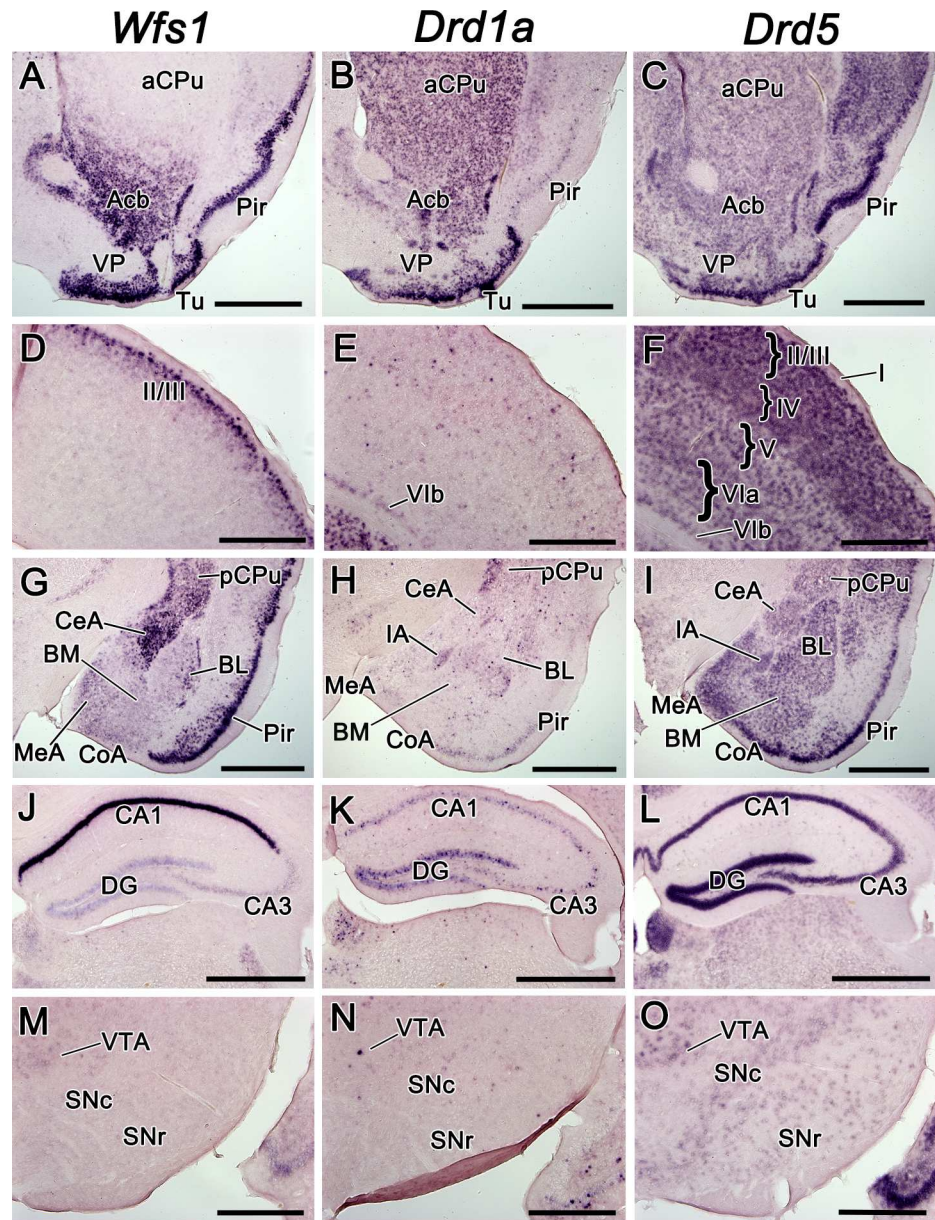 Wfs1 Drd1a Drd5
A aCPu Acb Pir VP Tu
B aCPu Acb Pir VP Tu
C aCPu Acb Pir VP Tu
D II/III
E VIb
F } II/III I } IV } V } VIa VIb
G pCPu CeA BM BL MeA CoA Pir
H pCPu CeA IA BL MeA BM CoA Pir
I pCPu CeA IA BL MeA BM CoA Pir
J CA1 DG CA3
K CA1 DG CA3
L CA1 DG CA3
M VTA SNc SNr
N VTA SNc SNr
O VTA SNc SNr